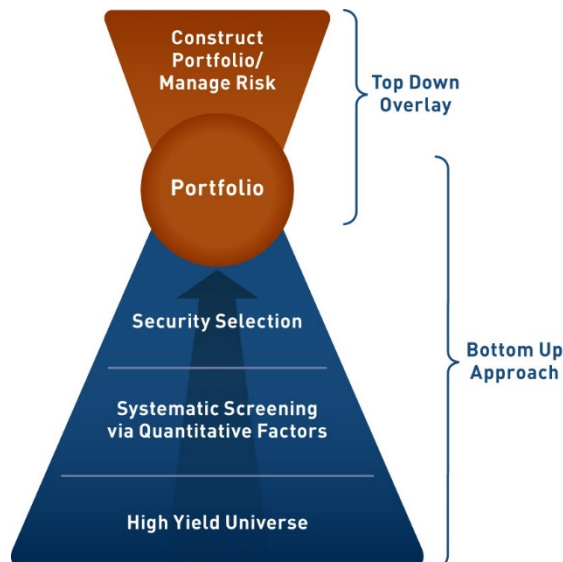 Construct
Portfolio/
Manage Risk
Top Down
Overlay
Portfolio
Security Selection
Bottom Up
Approach
Systematic Screening
via Quantitative Factors
High Yield Universe